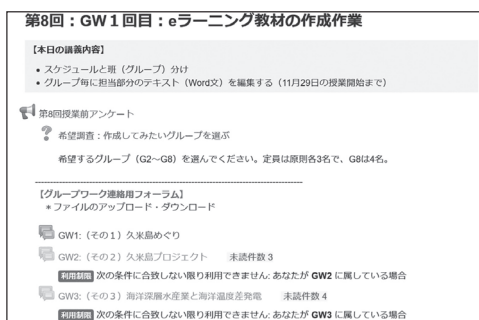 第8回：GW１回目：eラーニング教材の作成作業
【本日の講義内容】
• スケジュールと班（グループ）分け
• グループ毎に担当部分のテキスト（Word文）を編集する（11月29日の授業開始まで）
第8回授業前アンケート
希望調査：作成してみたいグループを選ぶ
希望するグループ（G2～G8）を選んでください。定員は原則各3名で、G8は4名。
【グループワーク連絡用フォーラム】
＊ファイルのアップロード・ダウンロード
GW1:（その１）久米島めぐり
GW2:（その２）久米島プロジェクト　未読件数 3
利用制限 次の条件に合致しない限り利用できません: あなたが GW2 に属している場合
GW3:（その３）海洋深層水産業と海洋温度差発電　未読件数 4
利用制限 次の条件に合致しない限り利用できません: あなたが GW3 に属している場合